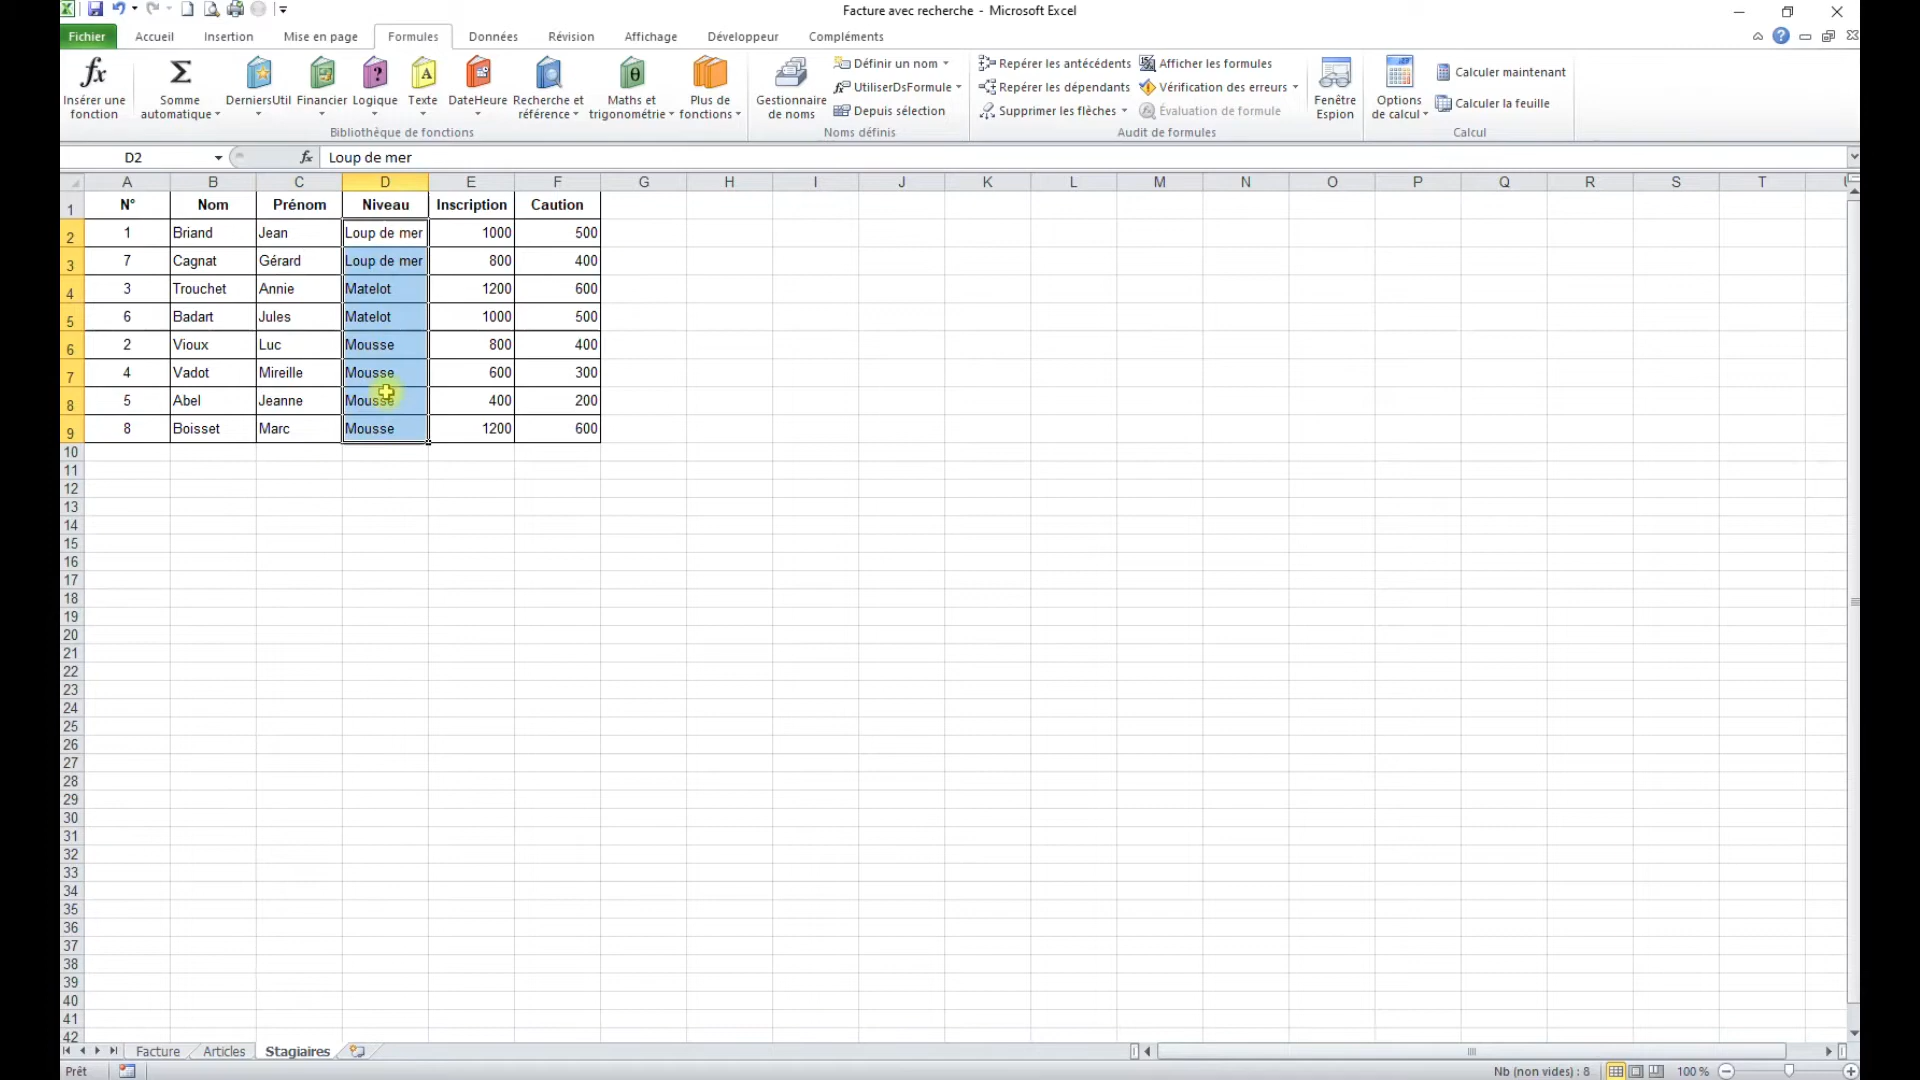 Facture avec recherche - Microsoft Excel
Fichier Accueil Insertion Mise en page Formules Données Révision Affichage Développeur Compléments
Insérer une fonction
Somme automatique
DerniersUtil
Financier
Logique
Texte
DateHeure
Recherche et référence
Maths et trigonométrie
Plus de fonctions
Bibliothèque de fonctions
Gestionnaire de noms
Définir un nom
UtiliserDsFormule
Depuis sélection
Noms définis
Repérer les antécédents
Repérer les dépendants
Supprimer les flèches
Afficher les formules
Vérification des erreurs
Évaluation de formule
Audit de formules
Fenêtre Espion
Options de calcul
Calculer maintenant
Calculer la feuille
Calcul
D2 fx Loup de mer
A B C D E F G H I J K L M N O P Q R S T
1 N° Nom Prénom Niveau Inscription Caution
2 1 Briand Jean Loup de mer 1000 500
3 7 Cagnat Gérard Loup de mer 800 400
4 3 Trouchet Annie Matelot 1200 600
5 6 Badart Jules Matelot 1000 500
6 2 Vioux Luc Mousse 800 400
7 4 Vadot Mireille Mousse 600 300
8 5 Abel Jeanne Mousse 400 200
9 8 Boisset Marc Mousse 1200 600
10
11
12
13
14
15
16
17
18
19
20
21
22
23
24
25
26
27
28
29
30
31
32
33
34
35
36
37
38
39
40
41
42
Facture Articles Stagiaires
Prêt Nb (non vides) : 8 100 %